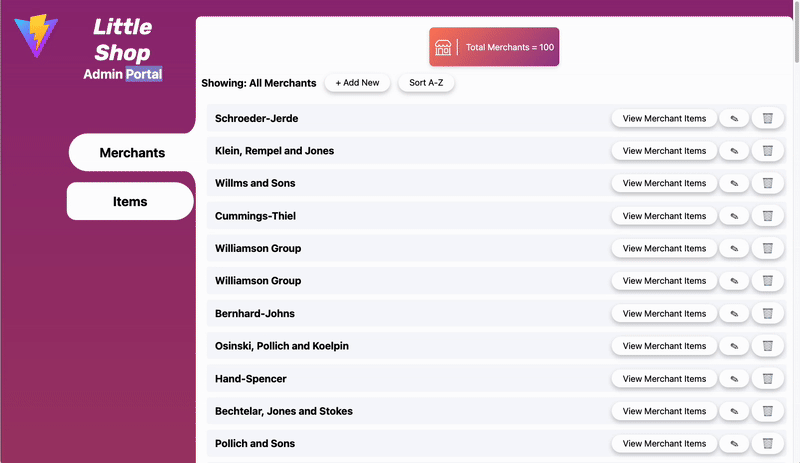 Little
Shop
Admin Portal
Total Merchants = 100
Showing: All Merchants + Add New Sort A-Z
Merchants
Items
Schroeder-Jerde View Merchant Items
Klein, Rempel and Jones View Merchant Items
Willms and Sons View Merchant Items
Cummings-Thiel View Merchant Items
Williamson Group View Merchant Items
Williamson Group View Merchant Items
Bernhard-Johns View Merchant Items
Osinski, Pollich and Koelpin View Merchant Items
Hand-Spencer View Merchant Items
Bechtelar, Jones and Stokes View Merchant Items
Pollich and Sons View Merchant Items